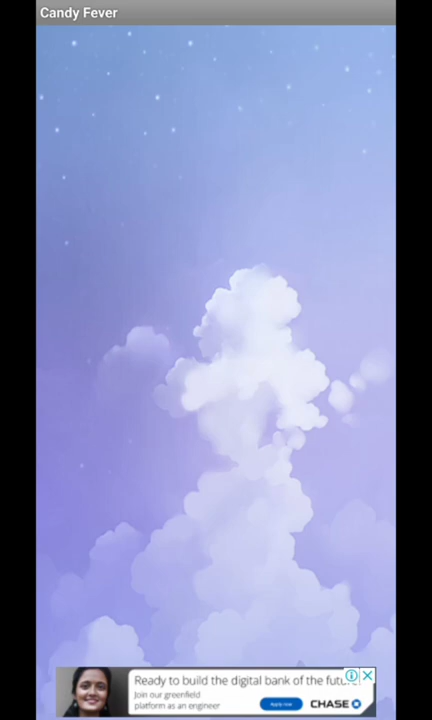 Candy Fever
Ready to build the digital bank of the future?
Join our greenfield
platform as an engineer
Apply now
CHASE